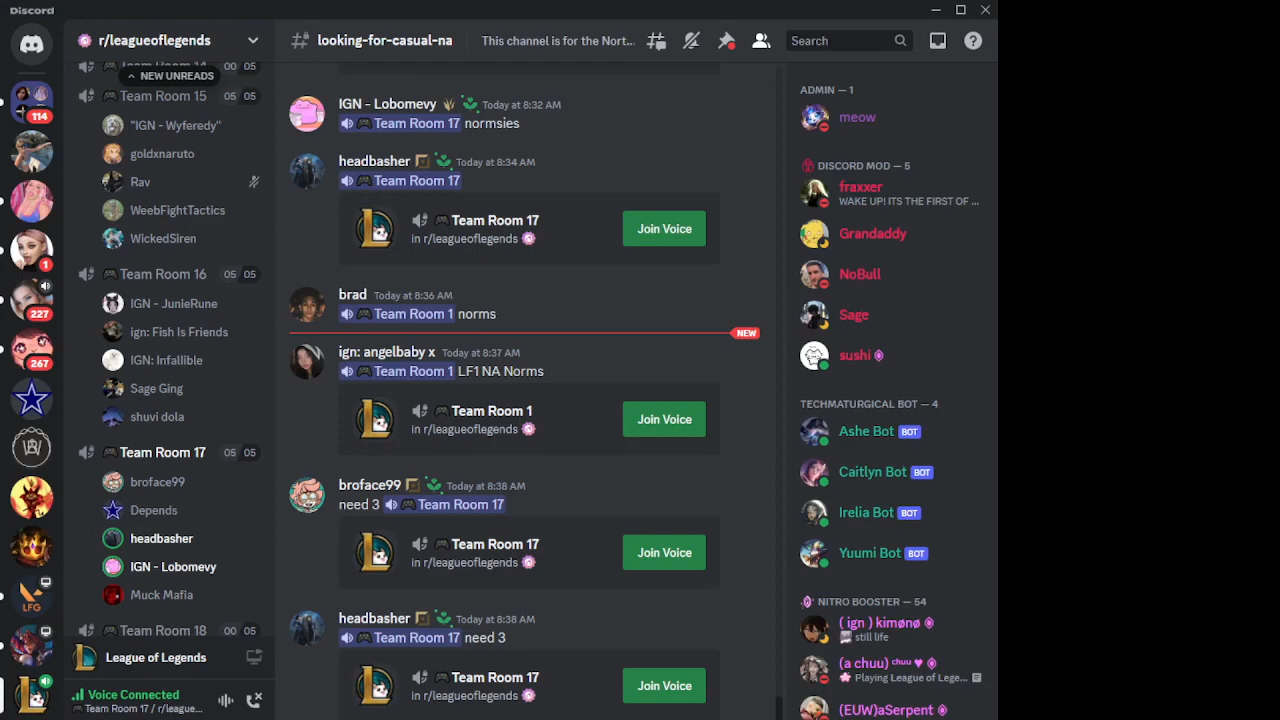 Discord
r/leagueoflegends
looking-for-casual-na
This channel is for the Nort...
Search
NEW UNREADS
00 05
Team Room 15
05 05
"IGN - Wyferedy"
goldxnaruto
Rav
WeebFightTactics
WickedSiren
Team Room 16
05 05
IGN - JunieRune
ign: Fish Is Friends
IGN: Infallible
Sage Ging
shuvi dola
Team Room 17
05 05
broface99
Depends
headbasher
IGN - Lobomevy
Muck Mafia
Team Room 18
00 05
League of Legends
Voice Connected
Team Room 17 / r/league...
114
1
227
267
LFG
IGN - Lobomevy Today at 8:32 AM
Team Room 17 normsies
headbasher Today at 8:34 AM
Team Room 17
Team Room 17
in r/leagueoflegends
Join Voice
brad Today at 8:36 AM
Team Room 1 norms
NEW
ign: angelbaby x Today at 8:37 AM
Team Room 1 LF1 NA Norms
Team Room 1
in r/leagueoflegends
Join Voice
broface99 Today at 8:38 AM
need 3 Team Room 17
Team Room 17
in r/leagueoflegends
Join Voice
headbasher Today at 8:38 AM
Team Room 17 need 3
Team Room 17
in r/leagueoflegends
Join Voice
ADMIN — 1
meow
DISCORD MOD — 5
fraxxer
WAKE UP! ITS THE FIRST OF ...
Grandaddy
NoBull
Sage
sushi
TECHMATURGICAL BOT — 4
Ashe Bot BOT
Caitlyn Bot BOT
Irelia Bot BOT
Yuumi Bot BOT
NITRO BOOSTER — 54
( ign ) kimønø
still life
(a chuu) ᶜʰᵘᵘ ♥
Playing League of Lege...
(EUW)aSerpent